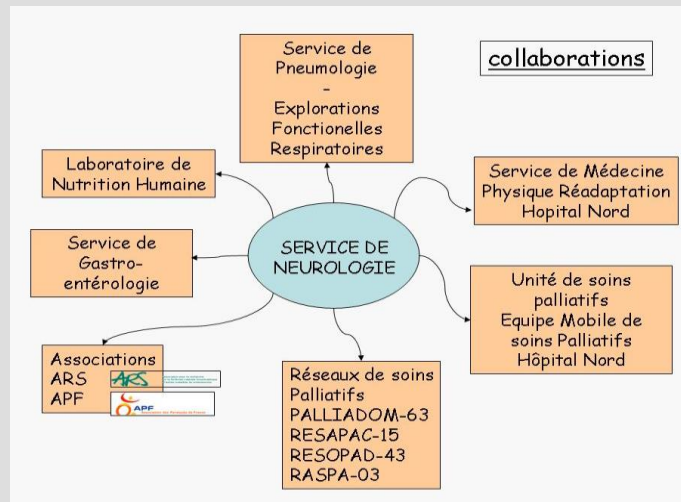 collaborations
Service de
Pneumologie
-
Explorations
Fonctionelles
Respiratoires
Laboratoire de
Nutrition Humaine
Service de Médecine
Physique Réadaptation
Hopital Nord
SERVICE DE
NEUROLOGIE
Service de
Gastro-
entérologie
Unité de soins
palliatifs
Equipe Mobile de
soins Palliatifs
Hôpital Nord
Associations
ARS
ARS
APF
APF
Réseaux de soins
Palliatifs
PALLIADOM-63
RESAPAC-15
RESOPAD-43
RASPA-03